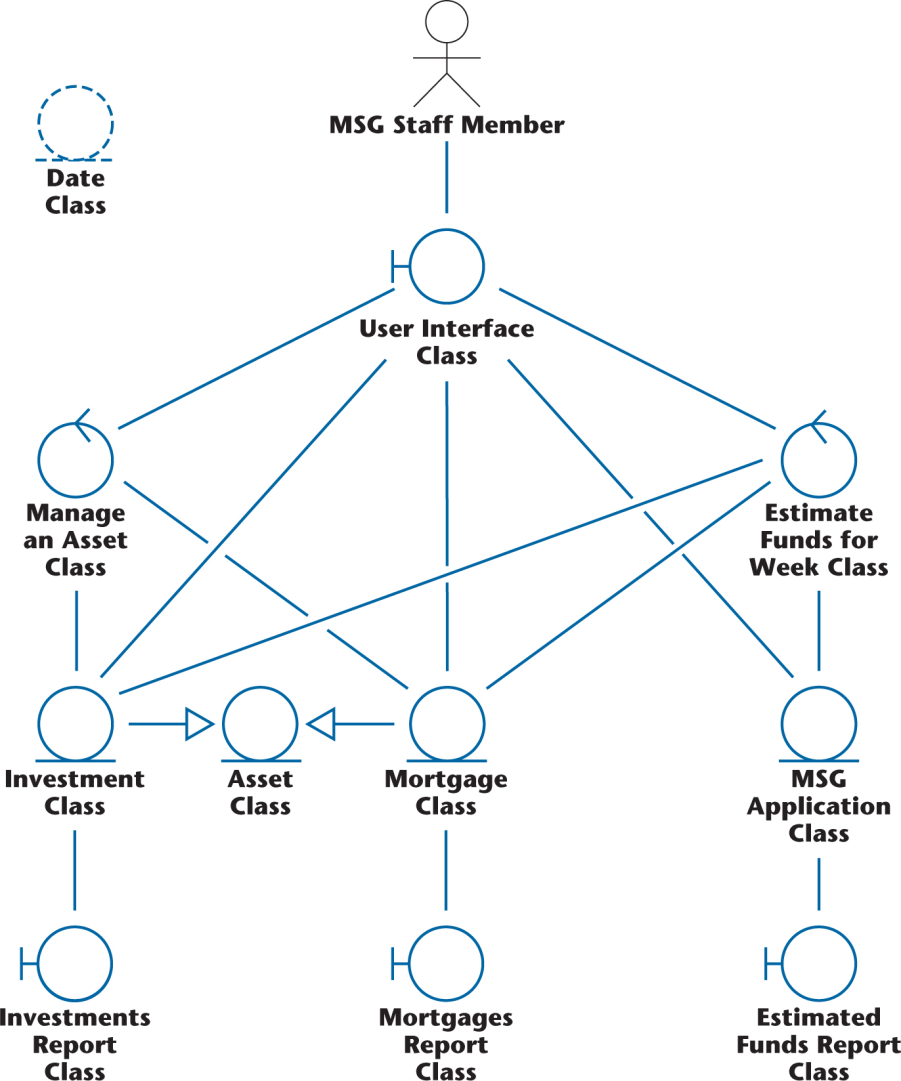 MSG Staff Member
Date
Class
User Interface
Class
Manage
an Asset
Class
Estimate
Funds for
Week Class
Investment
Class
Asset
Class
Mortgage
Class
MSG
Application
Class
Investments
Report
Class
Mortgages
Report
Class
Estimated
Funds Report
Class